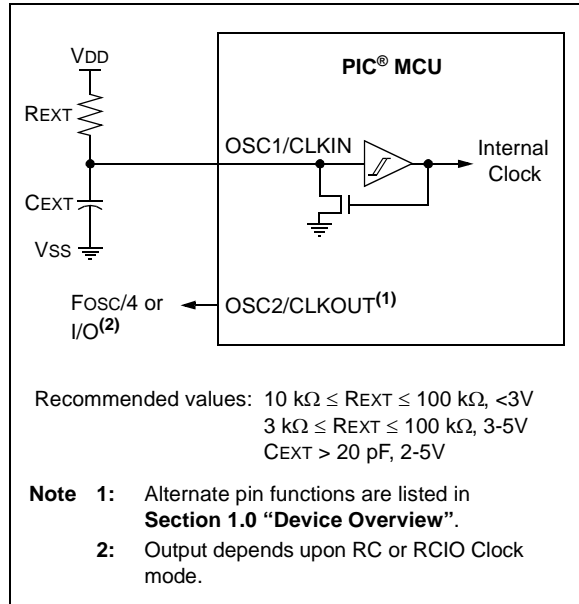 VDD
PIC® MCU
REXT
OSC1/CLKIN
Internal
Clock
CEXT
VSS
FOSC/4 or
I/O(2)
OSC2/CLKOUT(1)
Recommended values: 10 kΩ ≤ REXT ≤ 100 kΩ, <3V
3 kΩ ≤ REXT ≤ 100 kΩ, 3-5V
CEXT > 20 pF, 2-5V
Note 1: Alternate pin functions are listed in
Section 1.0 “Device Overview”.
2: Output depends upon RC or RCIO Clock
mode.